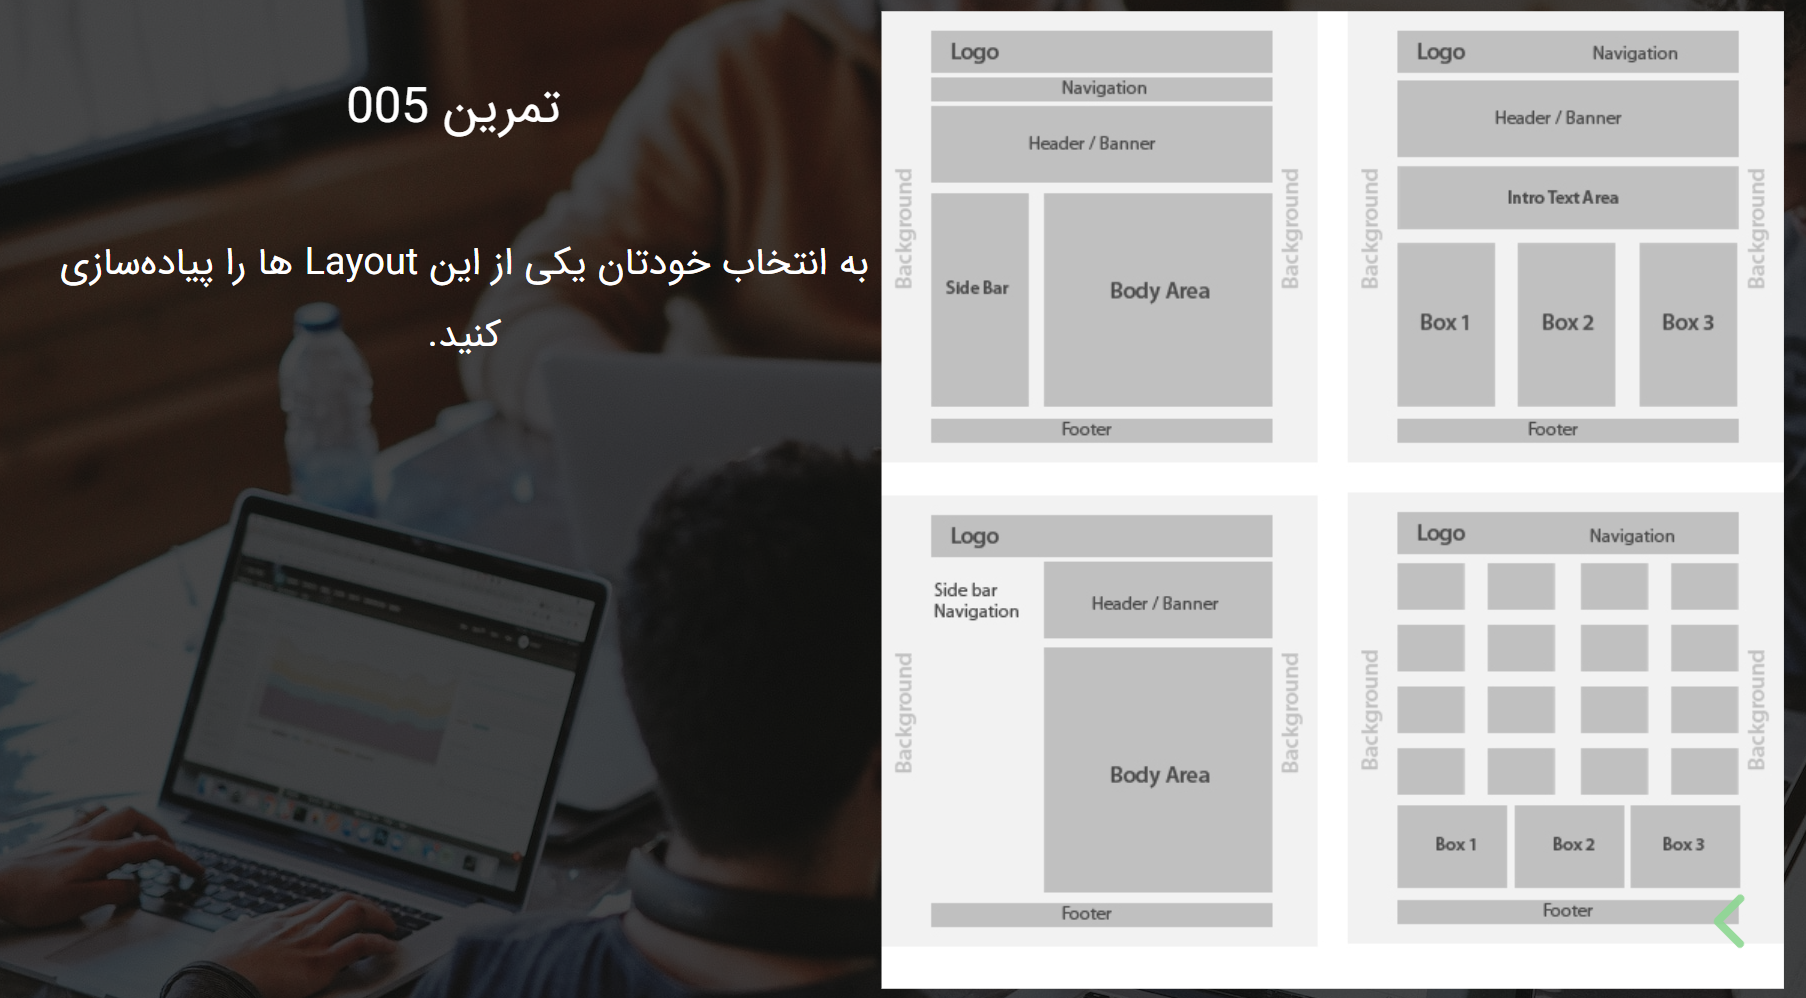 تمرین 005
به انتخاب خودتان یکی از این Layout ها را پیاده‌سازی
کنید.
Logo
Navigation
Header / Banner
Background
Side Bar
Body Area
Background
Footer
Logo
Navigation
Header / Banner
Background
Intro Text Area
Background
Box 1
Box 2
Box 3
Footer
Logo
Side bar
Navigation
Header / Banner
Background
Body Area
Background
Footer
Logo
Navigation
Background
Background
Box 1
Box 2
Box 3
Footer